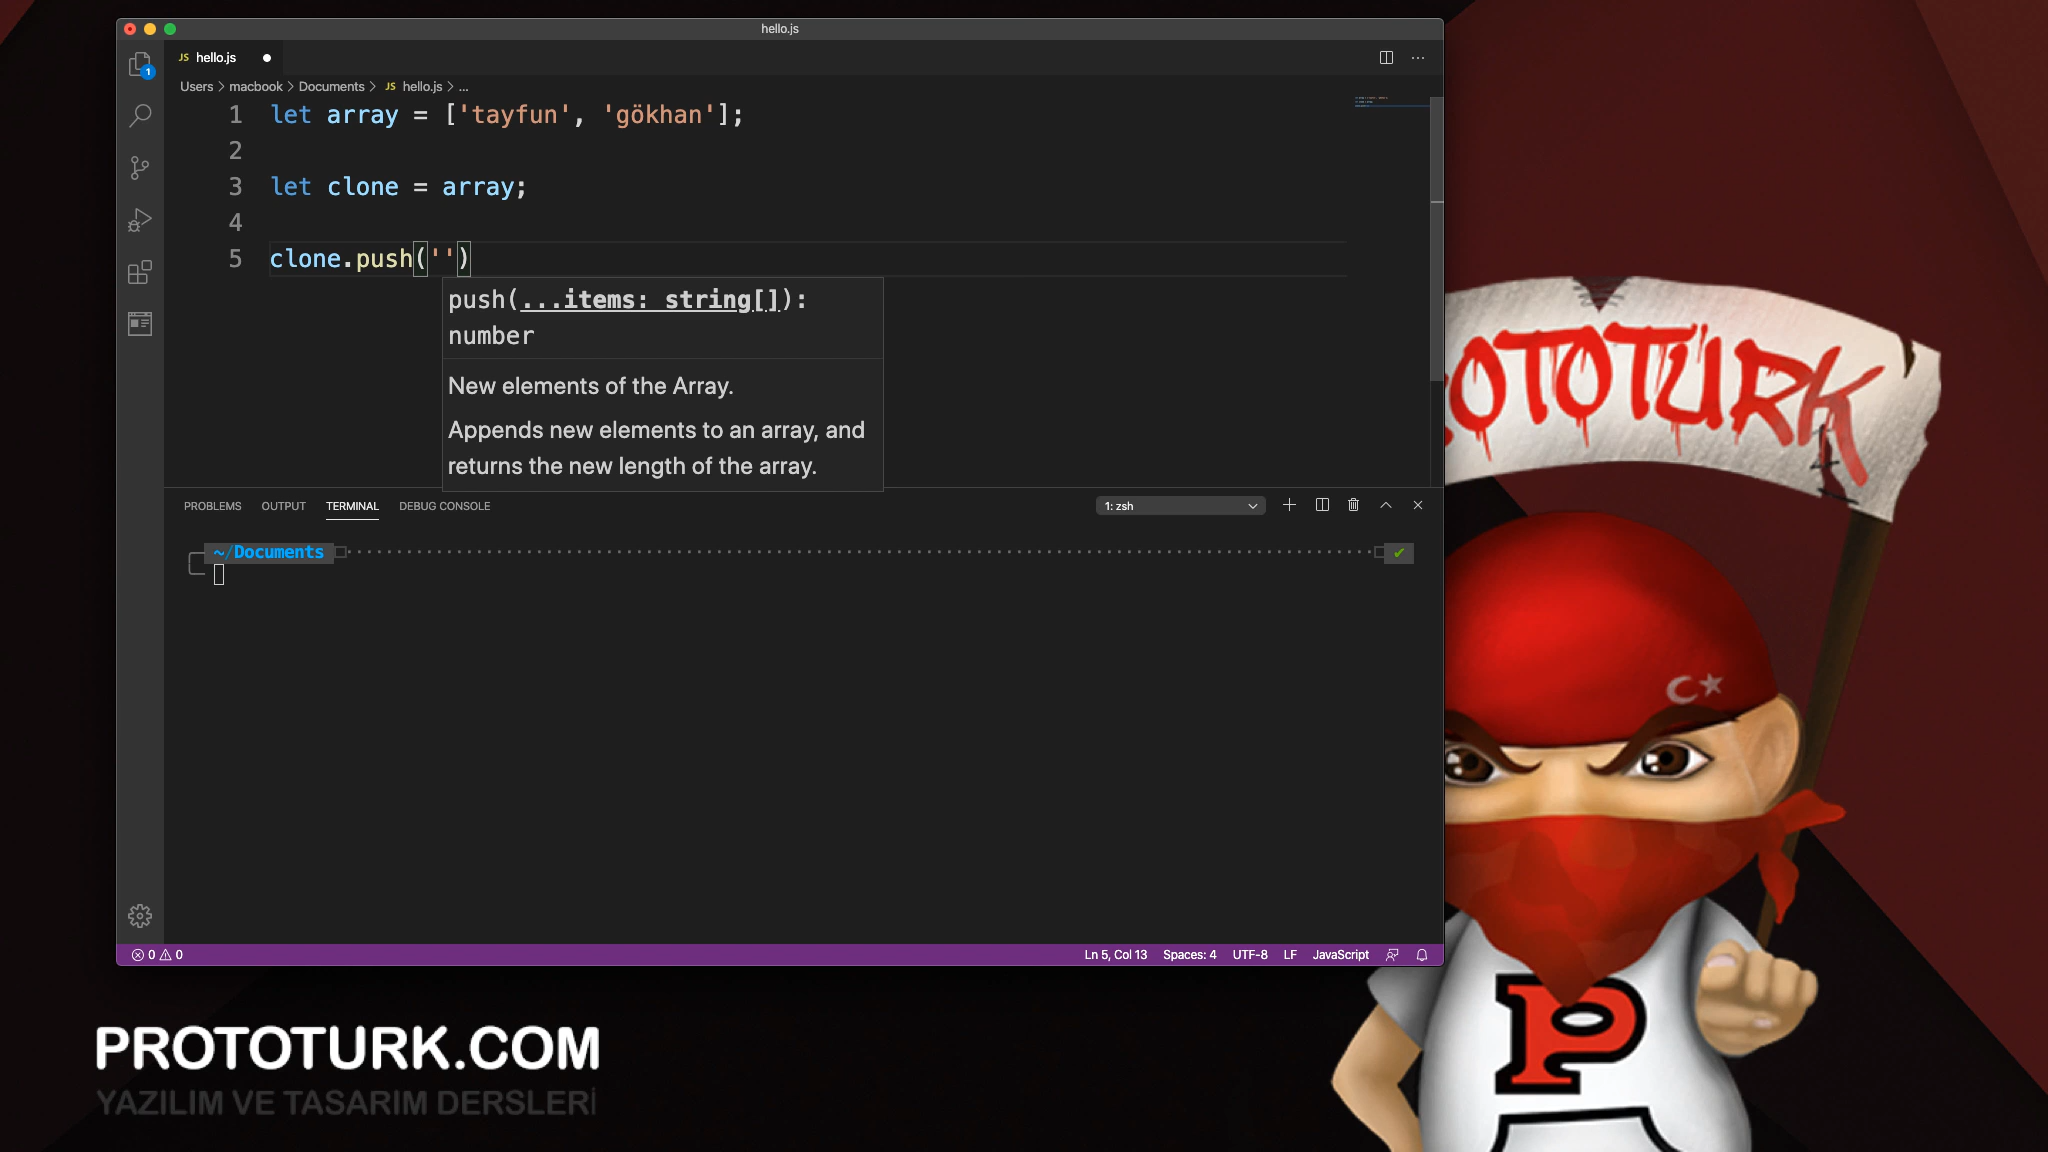 hello.js
JS hello.js
1
Users > macbook > Documents > JS hello.js > ...
1 let array = ['tayfun', 'gökhan'];
2
3 let clone = array;
4
5 clone.push('')
push(...items: string[]):
number
New elements of the Array.
Appends new elements to an array, and
returns the new length of the array.
PROBLEMS OUTPUT TERMINAL DEBUG CONSOLE 1: zsh
~/Documents
0 0 Ln 5, Col 13 Spaces: 4 UTF-8 LF JavaScript
OTOTÜRK
P
PROTOTURK.COM
YAZILIM VE TASARIM DERSLERİ